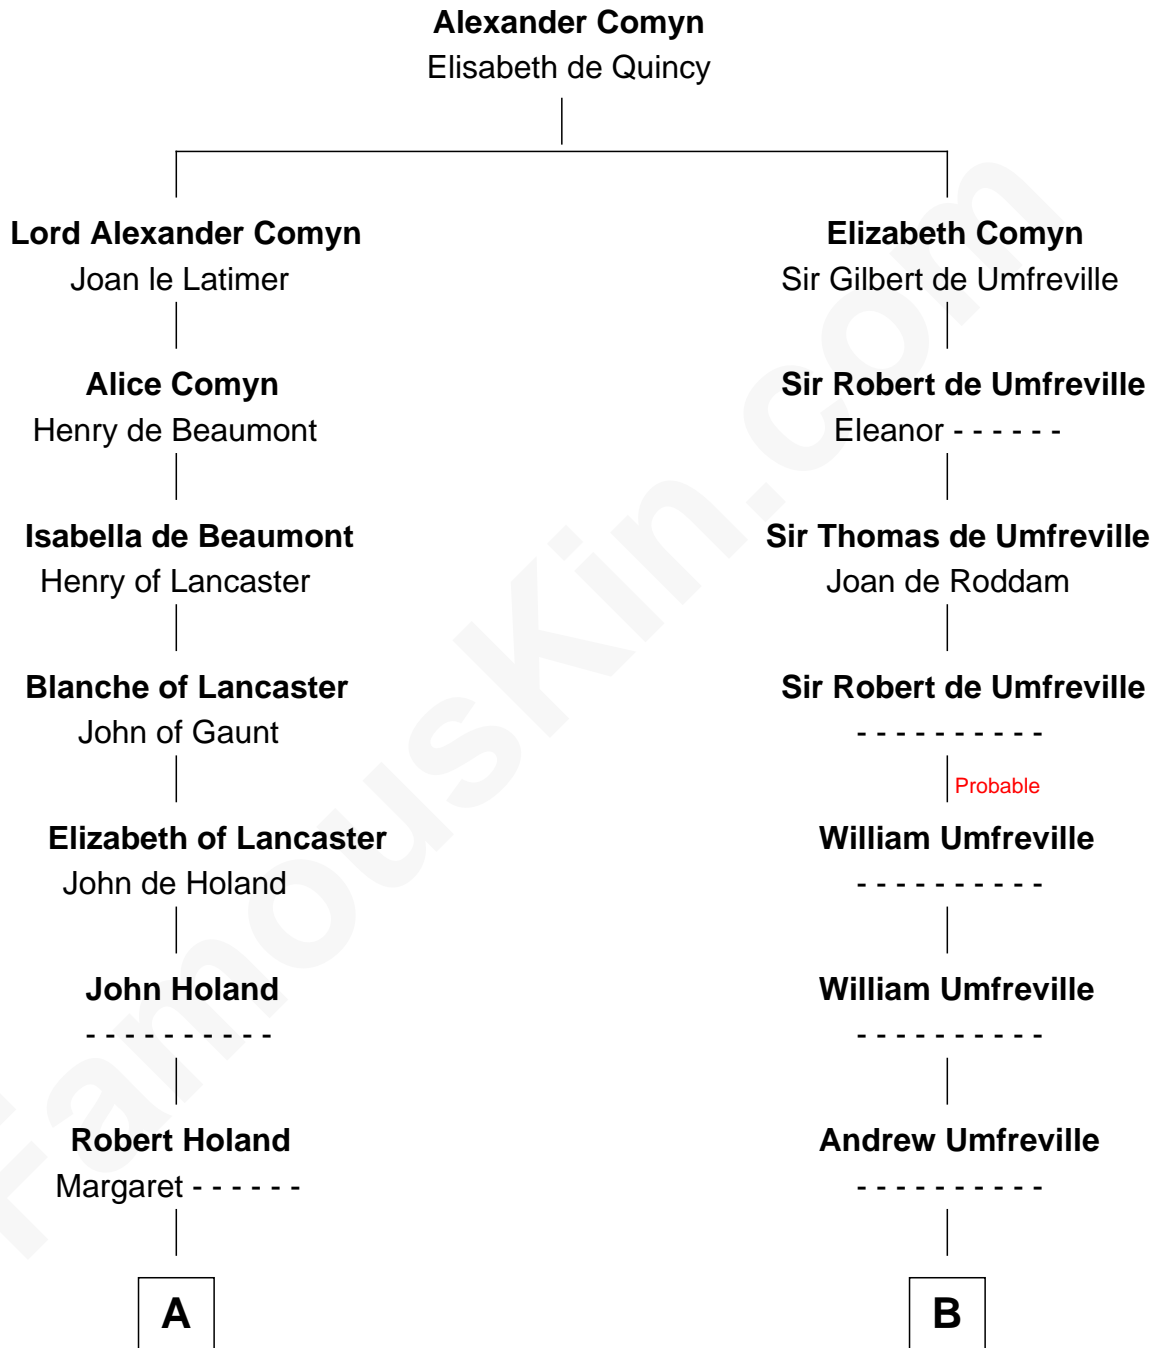 Alexander Comyn
Elisabeth de Quincy
Lord Alexander Comyn
Joan le Latimer
Alice Comyn
Henry de Beaumont
Isabella de Beaumont
Henry of Lancaster
Blanche of Lancaster
John of Gaunt
Elizabeth of Lancaster
John de Holand
John Holand
- - - - - - - - - -
Robert Holand
Margaret - - - - - -
A
Elizabeth Comyn
Sir Gilbert de Umfreville
Sir Robert de Umfreville
Eleanor - - - - - -
Sir Thomas de Umfreville
Joan de Roddam
Sir Robert de Umfreville
- - - - - - - - - -
Probable
William Umfreville
- - - - - - - - - -
William Umfreville
- - - - - - - - - -
Andrew Umfreville
- - - - - - - - - -
B
FamousKin.com